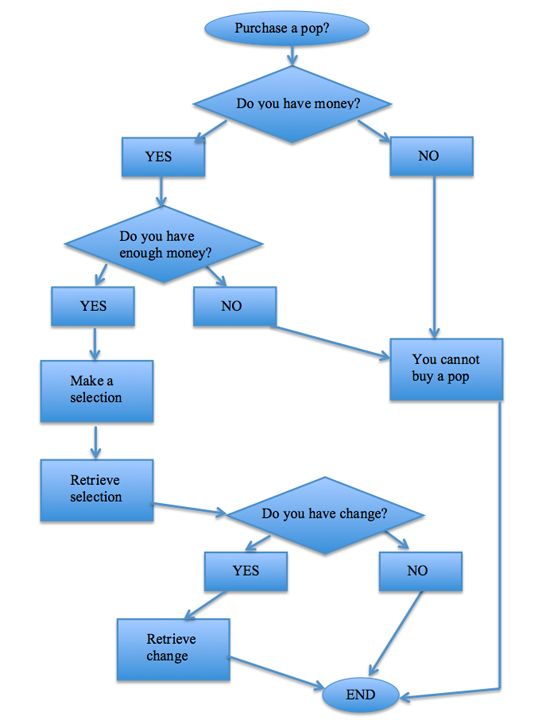 Purchase a pop?
Do you have money?
YES
NO
Do you have
enough money?
YES
NO
You cannot
buy a pop
Make a
selection
Retrieve
selection
Do you have change?
YES
NO
Retrieve
change
END